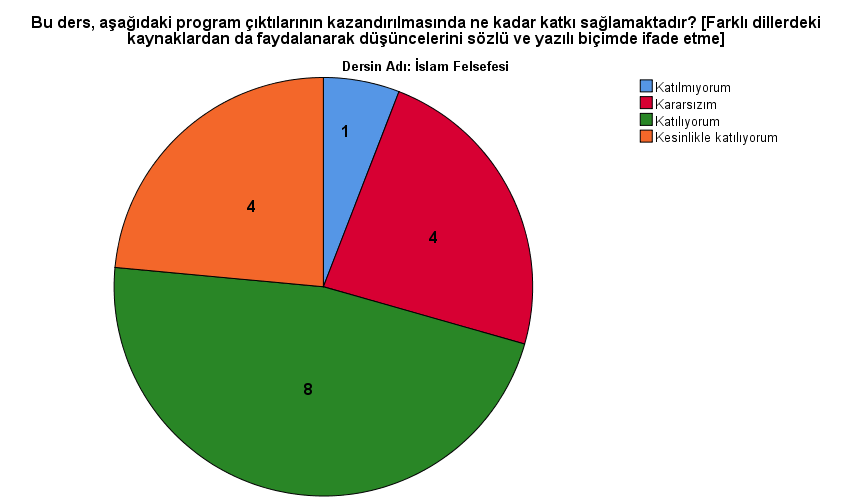 Bu ders, aşağıdaki program çıktılarının kazandırılmasında ne kadar katkı sağlamaktadır? [Farklı dillerdeki
kaynaklardan da faydalanarak düşüncelerini sözlü ve yazılı biçimde ifade etme]
Dersin Adı: İslam Felsefesi
Katılmıyorum
Kararsızım
Katılıyorum
Kesinlikle katılıyorum
1
4
4
8